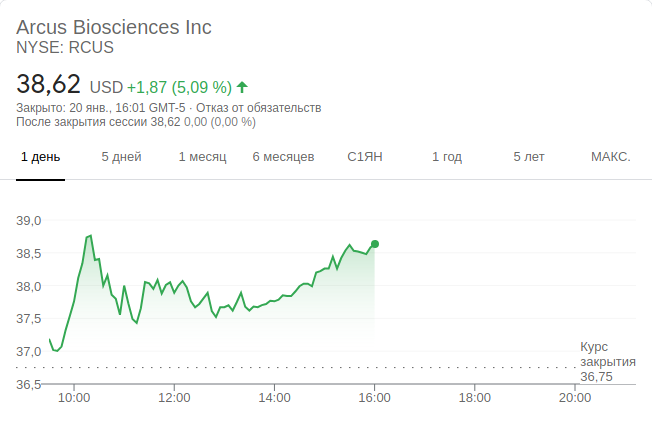 Arcus Biosciences Inc
NYSE: RCUS
38,62 USD +1,87 (5,09 %)
Закрыто: 20 янв., 16:01 GMT-5 · Отказ от обязательств
После закрытия сессии 38,62 0,00 (0,00 %)
1 день 5 дней 1 месяц 6 месяцев С1ЯН 1 год 5 лет МАКС.
39,0
38,5
38,0
37,5
37,0
Курс
закрытия
36,75
36,5
10:00 12:00 14:00 16:00 18:00 20:00